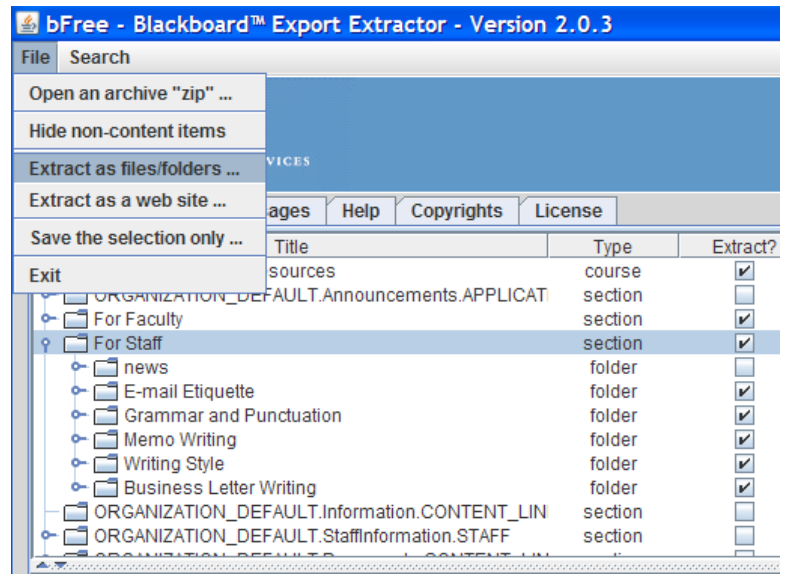 bFree - Blackboard™ Export Extractor - Version 2.0.3
File Search
Open an archive "zip" ...
Hide non-content items
Extract as files/folders ...
VICES
Extract as a web site ...
ages Help Copyrights License
Save the selection only ...
Title Type Extract?
Exit
sources course
ORGANIZATION_DEFAULT.Announcements.APPLICATI section
For Faculty section
For Staff section
news folder
E-mail Etiquette folder
Grammar and Punctuation folder
Memo Writing folder
Writing Style folder
Business Letter Writing folder
ORGANIZATION_DEFAULT.Information.CONTENT_LIN section
ORGANIZATION_DEFAULT.StaffInformation.STAFF section